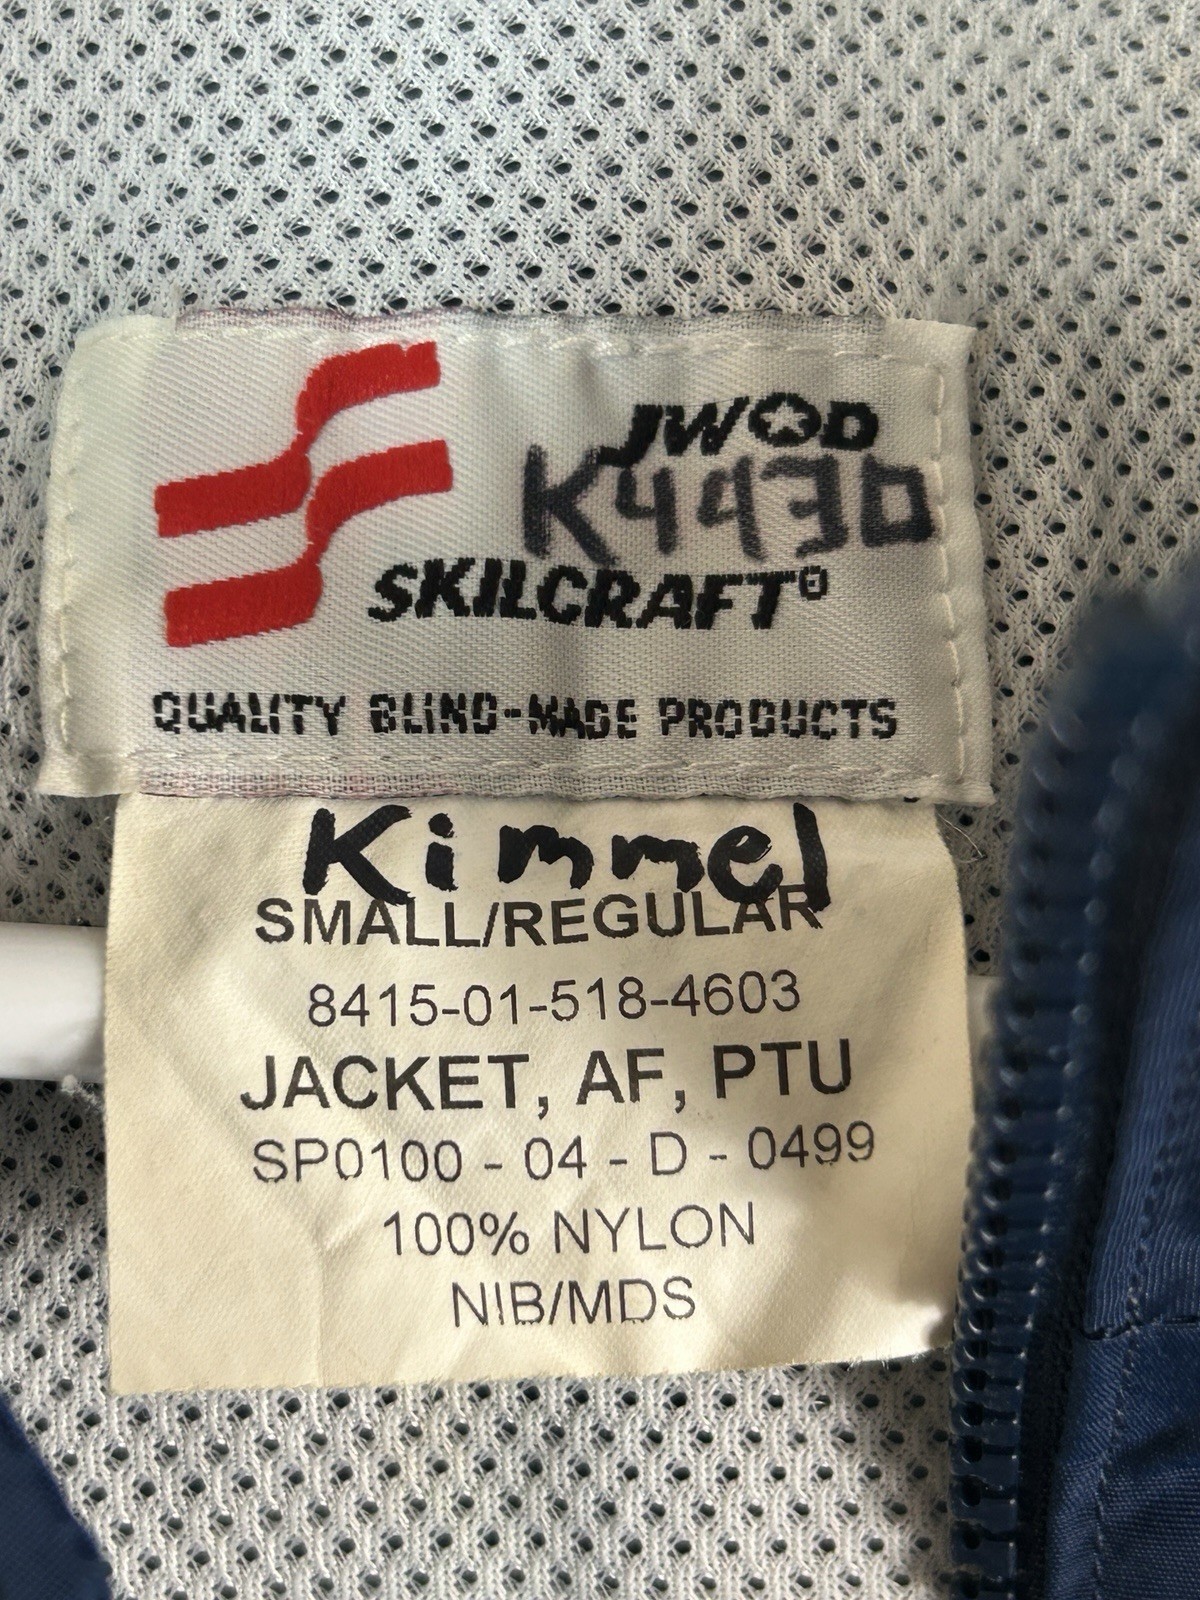 JWOD
K4930
SKILCRAFT®
QUALITY BLIND-MADE PRODUCTS
Kimmel
SMALL/REGULAR
8415-01-518-4603
JACKET, AF, PTU
SP0100 - 04 - D - 0499
100% NYLON
NIB/MDS